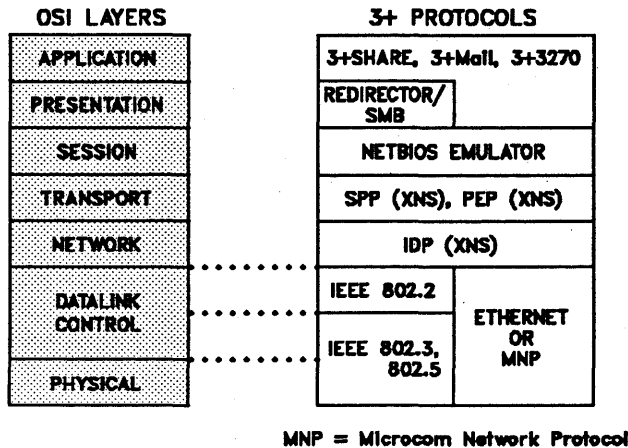 OSI LAYERS
APPLICATION
PRESENTATION
SESSION
TRANSPORT
NETWORK
DATALINK
CONTROL
PHYSICAL
3+ PROTOCOLS
3+SHARE, 3+Mail, 3+3270
REDIRECTOR/
SMB
NETBIOS EMULATOR
SPP (XNS), PEP (XNS)
IDP (XNS)
IEEE 802.2
IEEE 802.3,
802.5
ETHERNET
OR
MNP
MNP = Microcom Network Protocol